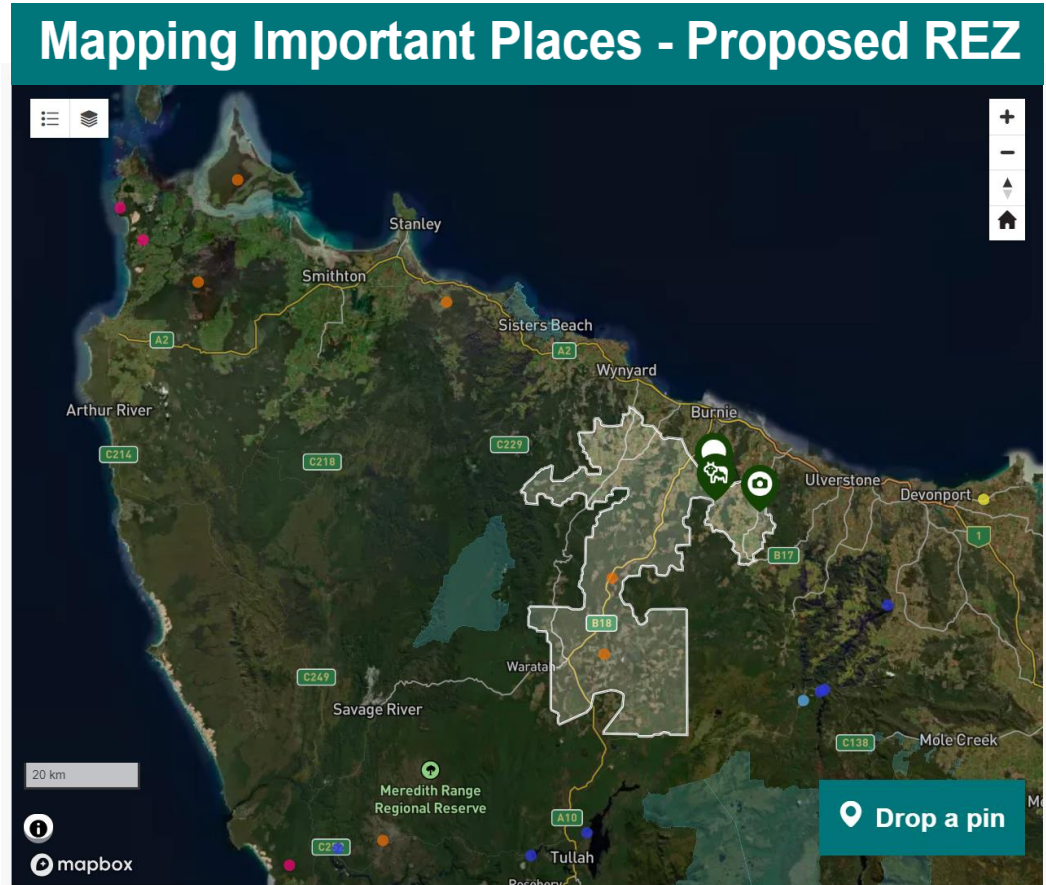 Mapping Important Places - Proposed REZ
Stanley
Smithton
Sisters Beach
A2
A2
Wynyard
Arthur River
Burnie
C214
C229
C218
Ulverstone
Devonport
1
B17
B18
Waratah
C249
Savage River
C138
Mole Creek
20 km
Meredith Range
Regional Reserve
A10
Drop a pin
mapbox
Tullah
Rosebery